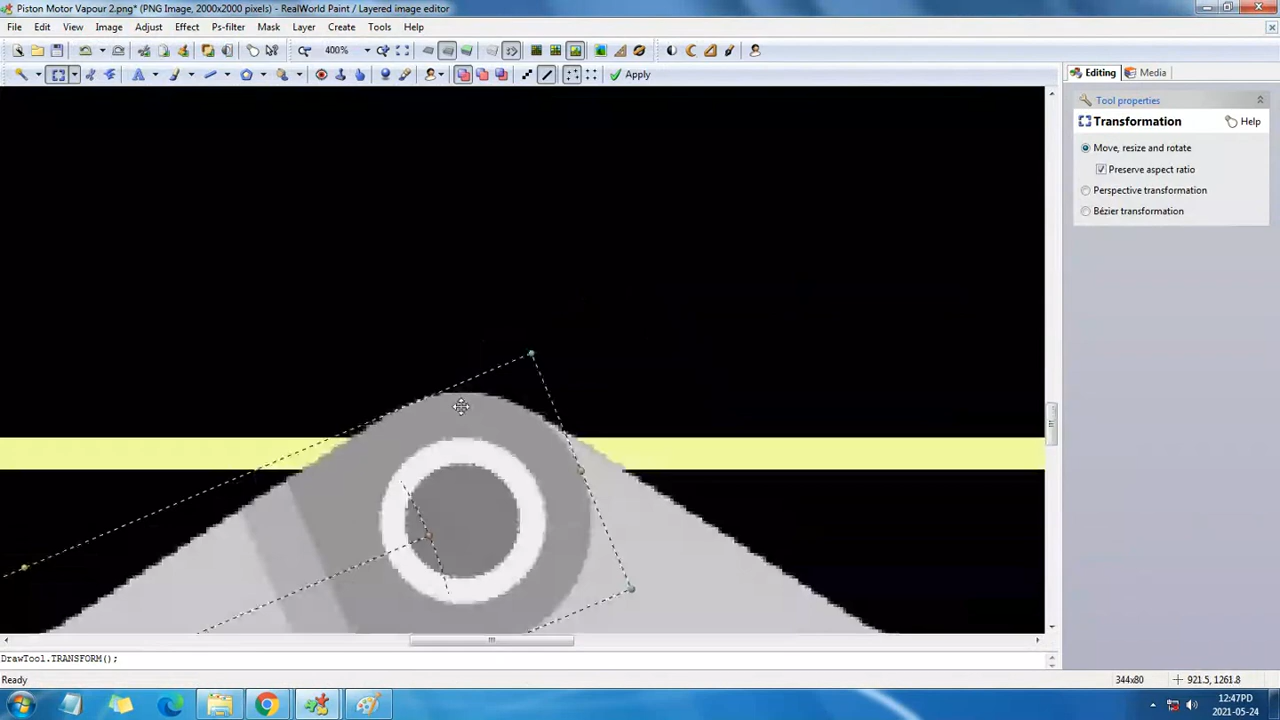 Piston Motor Vapour 2.png* (PNG Image, 2000x2000 pixels) - RealWorld Paint / Layered image editor
File Edit View Image Adjust Effect Ps-filter Mask Layer Create Tools Help
400%
Apply
Editing Media
Tool properties
Transformation Help
Move, resize and rotate
Preserve aspect ratio
Perspective transformation
Bézier transformation
DrawTool.TRANSFORM();
Ready 344x80 921.5, 1261.8
12:47PD
2021-05-24